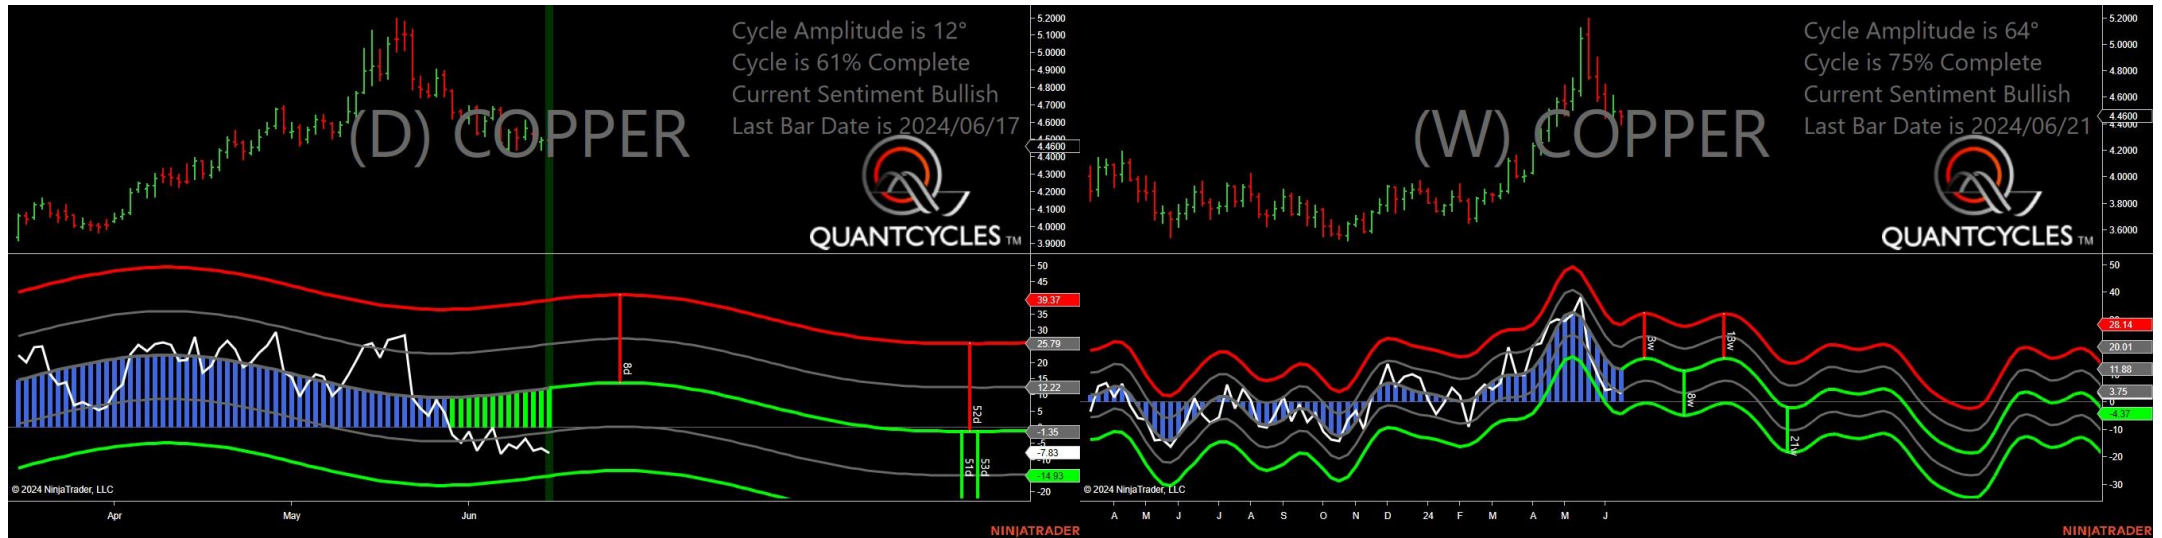 Cycle Amplitude is 12°
Cycle is 61% Complete
Current Sentiment Bullish
Last Bar Date is 2024/06/17
(D) COPPER
QUANTCYCLES TM
5.2000
5.1000
5.0000
4.9000
4.8000
4.7000
4.6000
4.4600
4.4000
4.3000
4.2000
4.1000
4.0000
3.9000
50
45
39.37
35
30
25.79
20
15
12.22
10
5
-1.35
-7.83
-14.93
-20
8d
52d
51d
53d
© 2024 NinjaTrader, LLC
Apr May Jun
NINJATRADER
Cycle Amplitude is 64°
Cycle is 75% Complete
Current Sentiment Bullish
Last Bar Date is 2024/06/21
(W) COPPER
QUANTCYCLES TM
5.2000
5.0000
4.8000
4.6000
4.4600
4.4000
4.2000
4.0000
3.8000
3.6000
50
40
28.14
20.01
11.88
3.75
0
-4.37
-10
-20
-30
21w
© 2024 NinjaTrader, LLC
A M J J A S O N D 24 F M A M J
NINJATRADER